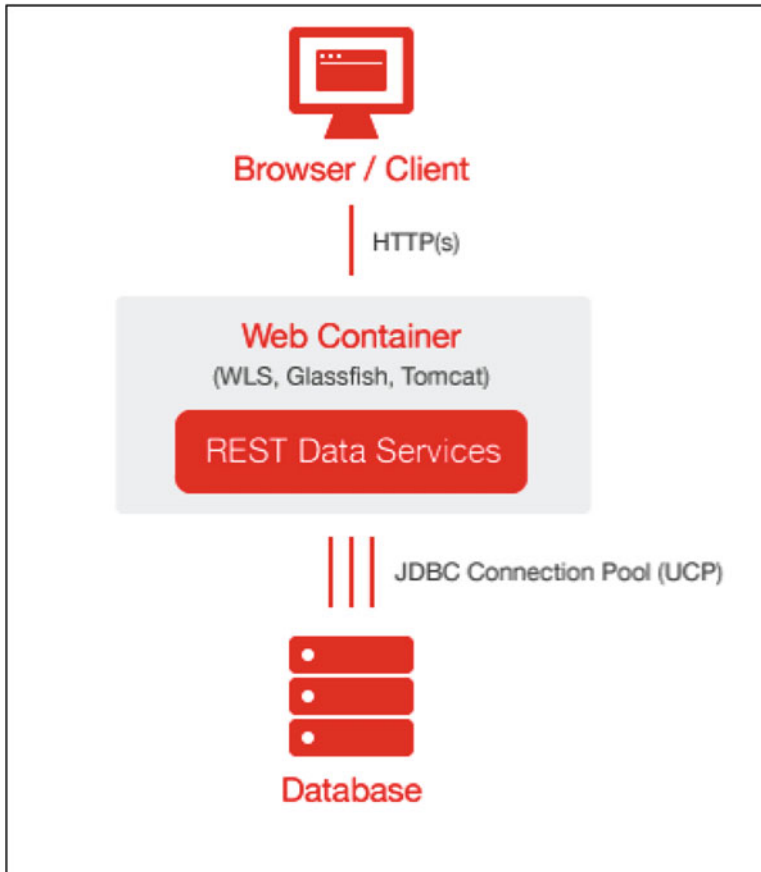 Browser / Client
HTTP(s)
Web Container
(WLS, Glassfish, Tomcat)
REST Data Services
JDBC Connection Pool (UCP)
Database